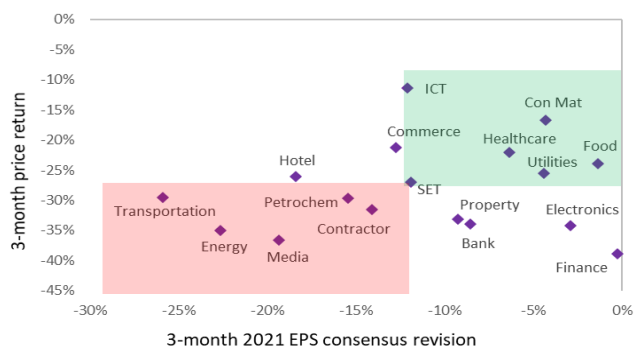 0%
-5%
-10%
-15%
-20%
-25%
-30%
-35%
-40%
-45%
3-month price return
ICT
Con Mat
Commerce
Healthcare
Food
Hotel
Utilities
SET
Petrochem
Property
Electronics
Transportation
Contractor
Energy
Media
Bank
Finance
-30%
-25%
-20%
-15%
-10%
-5%
0%
3-month 2021 EPS consensus revision